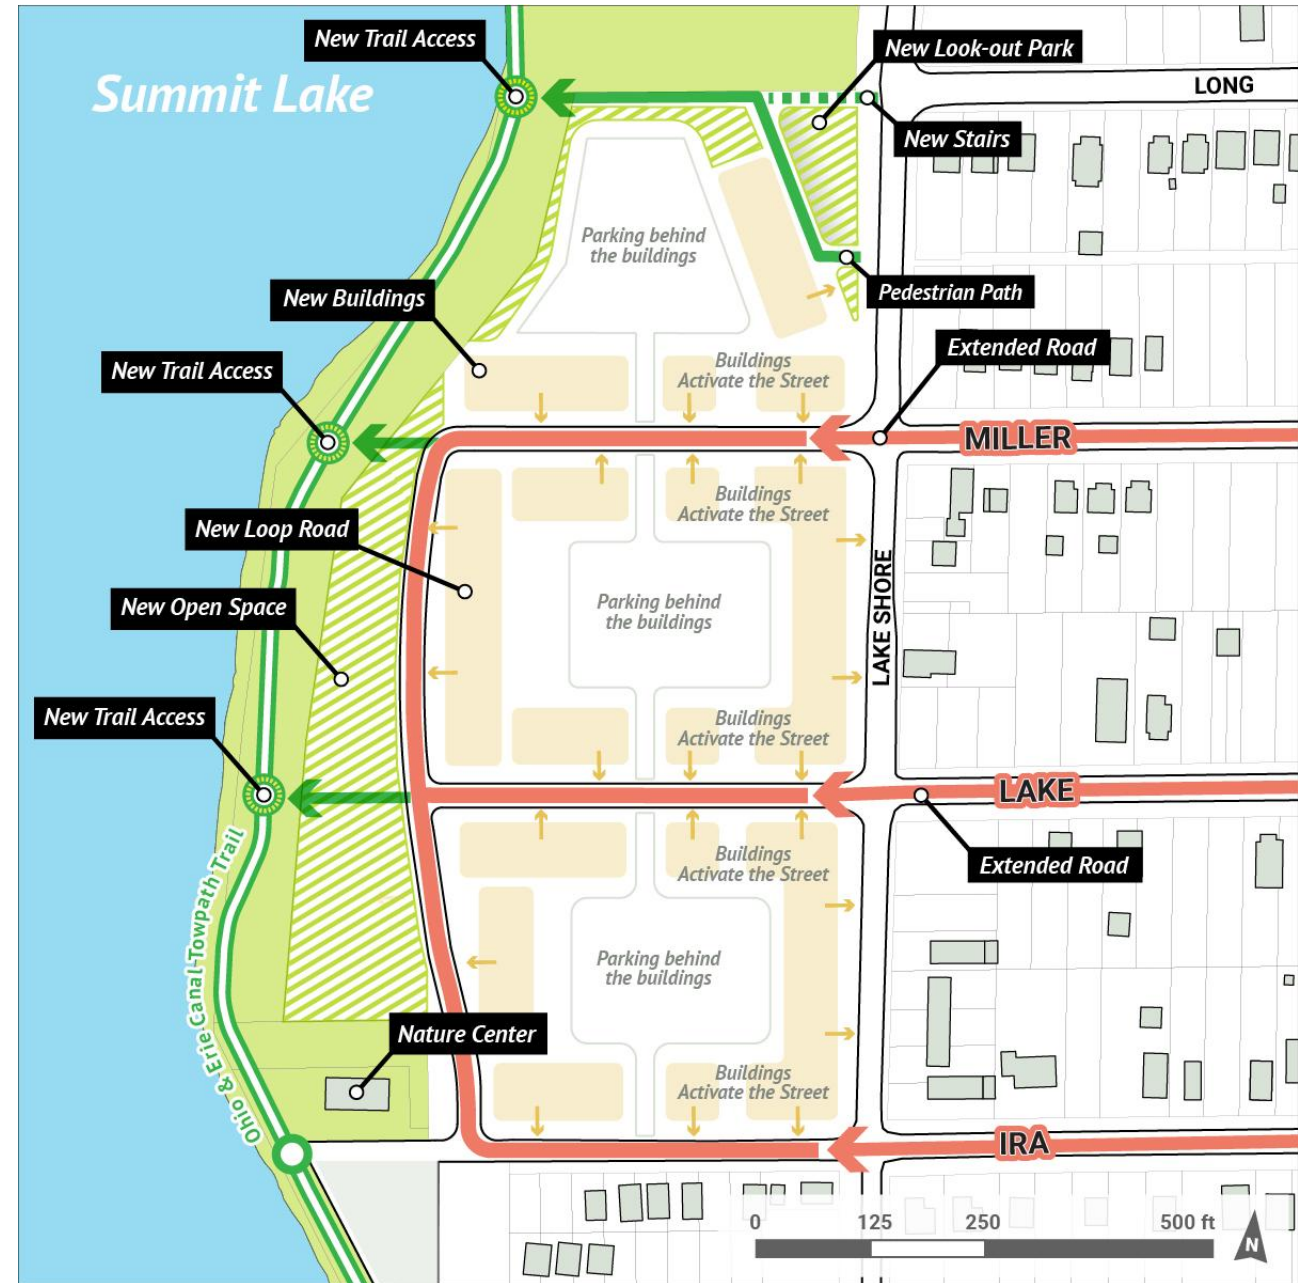 New Trail Access
New Look-out Park
Summit Lake
LONG
New Stairs
Parking behind
the buildings
New Buildings
Pedestrian Path
New Trail Access
Buildings
Activate the Street
Extended Road
MILLER
Buildings
Activate the Street
New Loop Road
LAKE SHORE
New Open Space
Parking behind
the buildings
New Trail Access
Buildings
Activate the Street
LAKE
Ohio & Erie Canal Towpath Trail
Buildings
Activate the Street
Extended Road
Parking behind
the buildings
Nature Center
Buildings
Activate the Street
IRA
0 125 250 500 ft
N